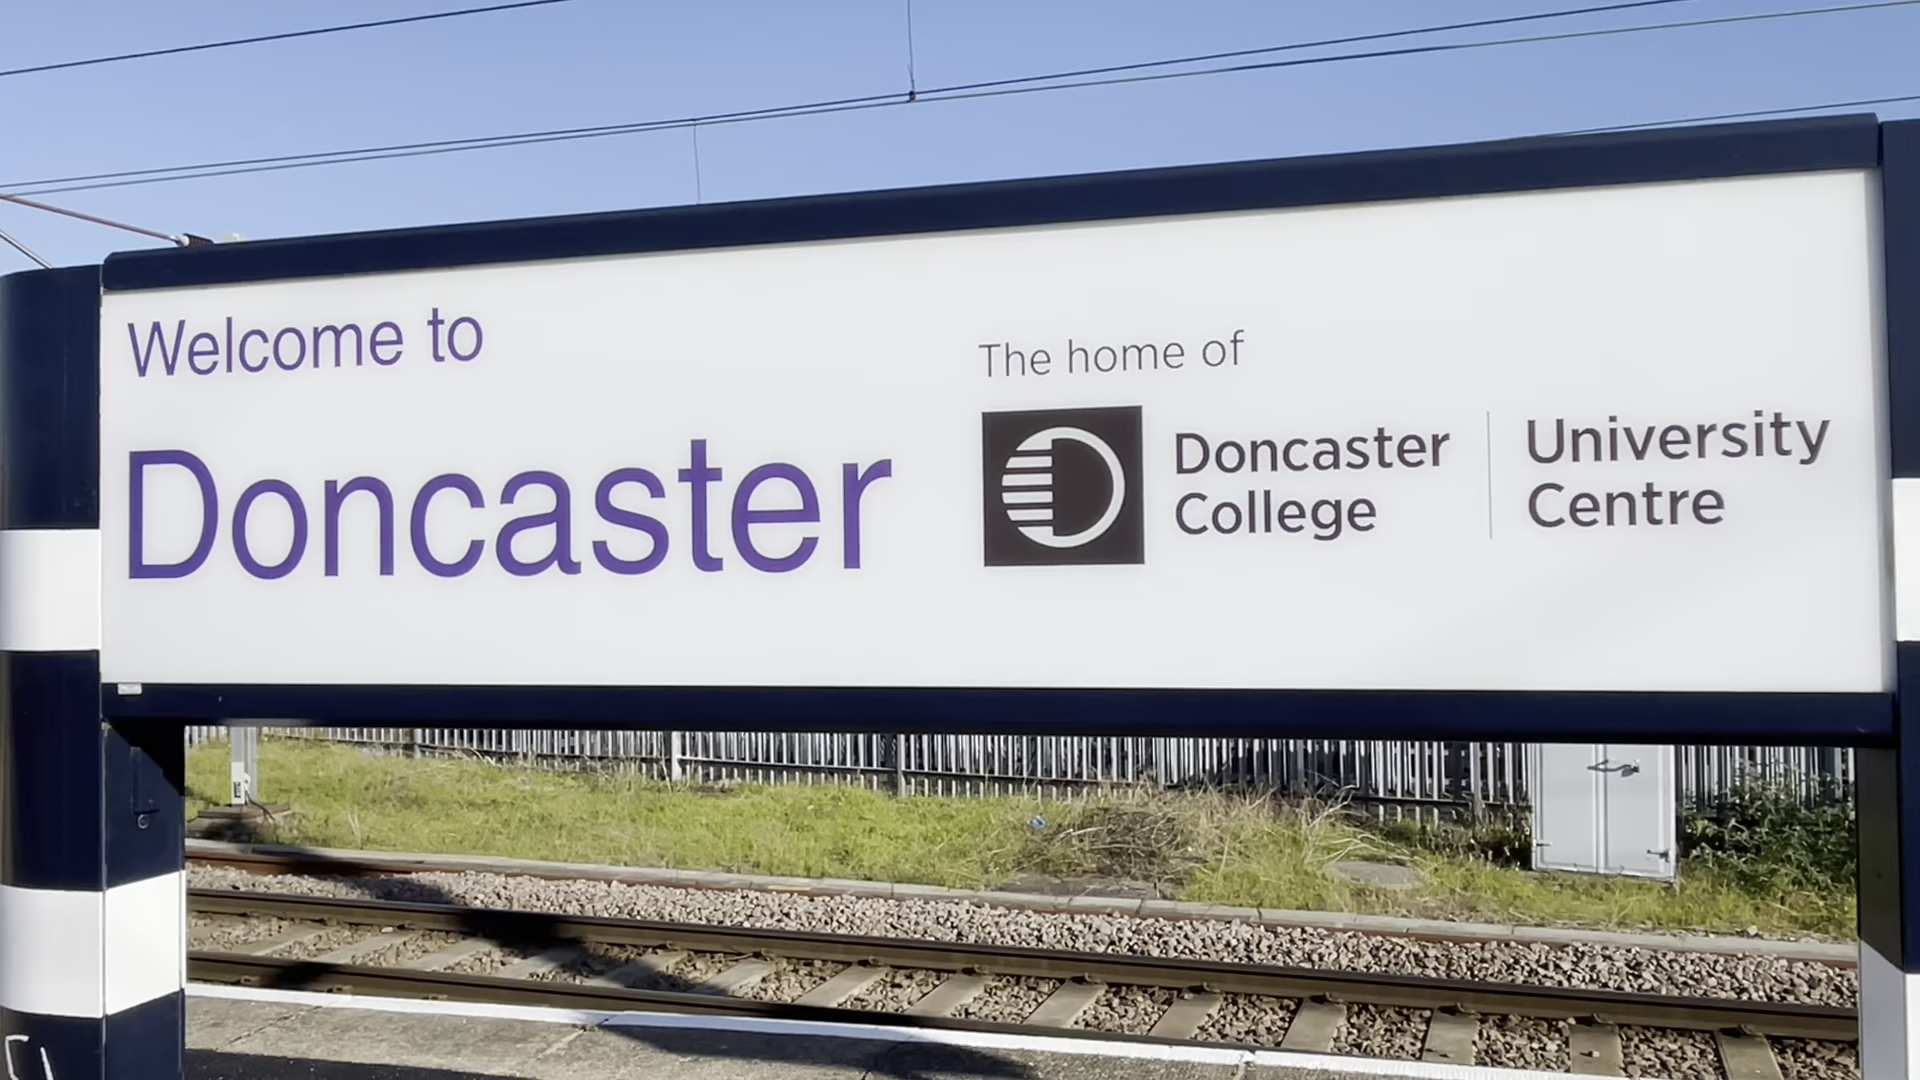 Welcome to
Doncaster
The home of
Doncaster
College
University
Centre